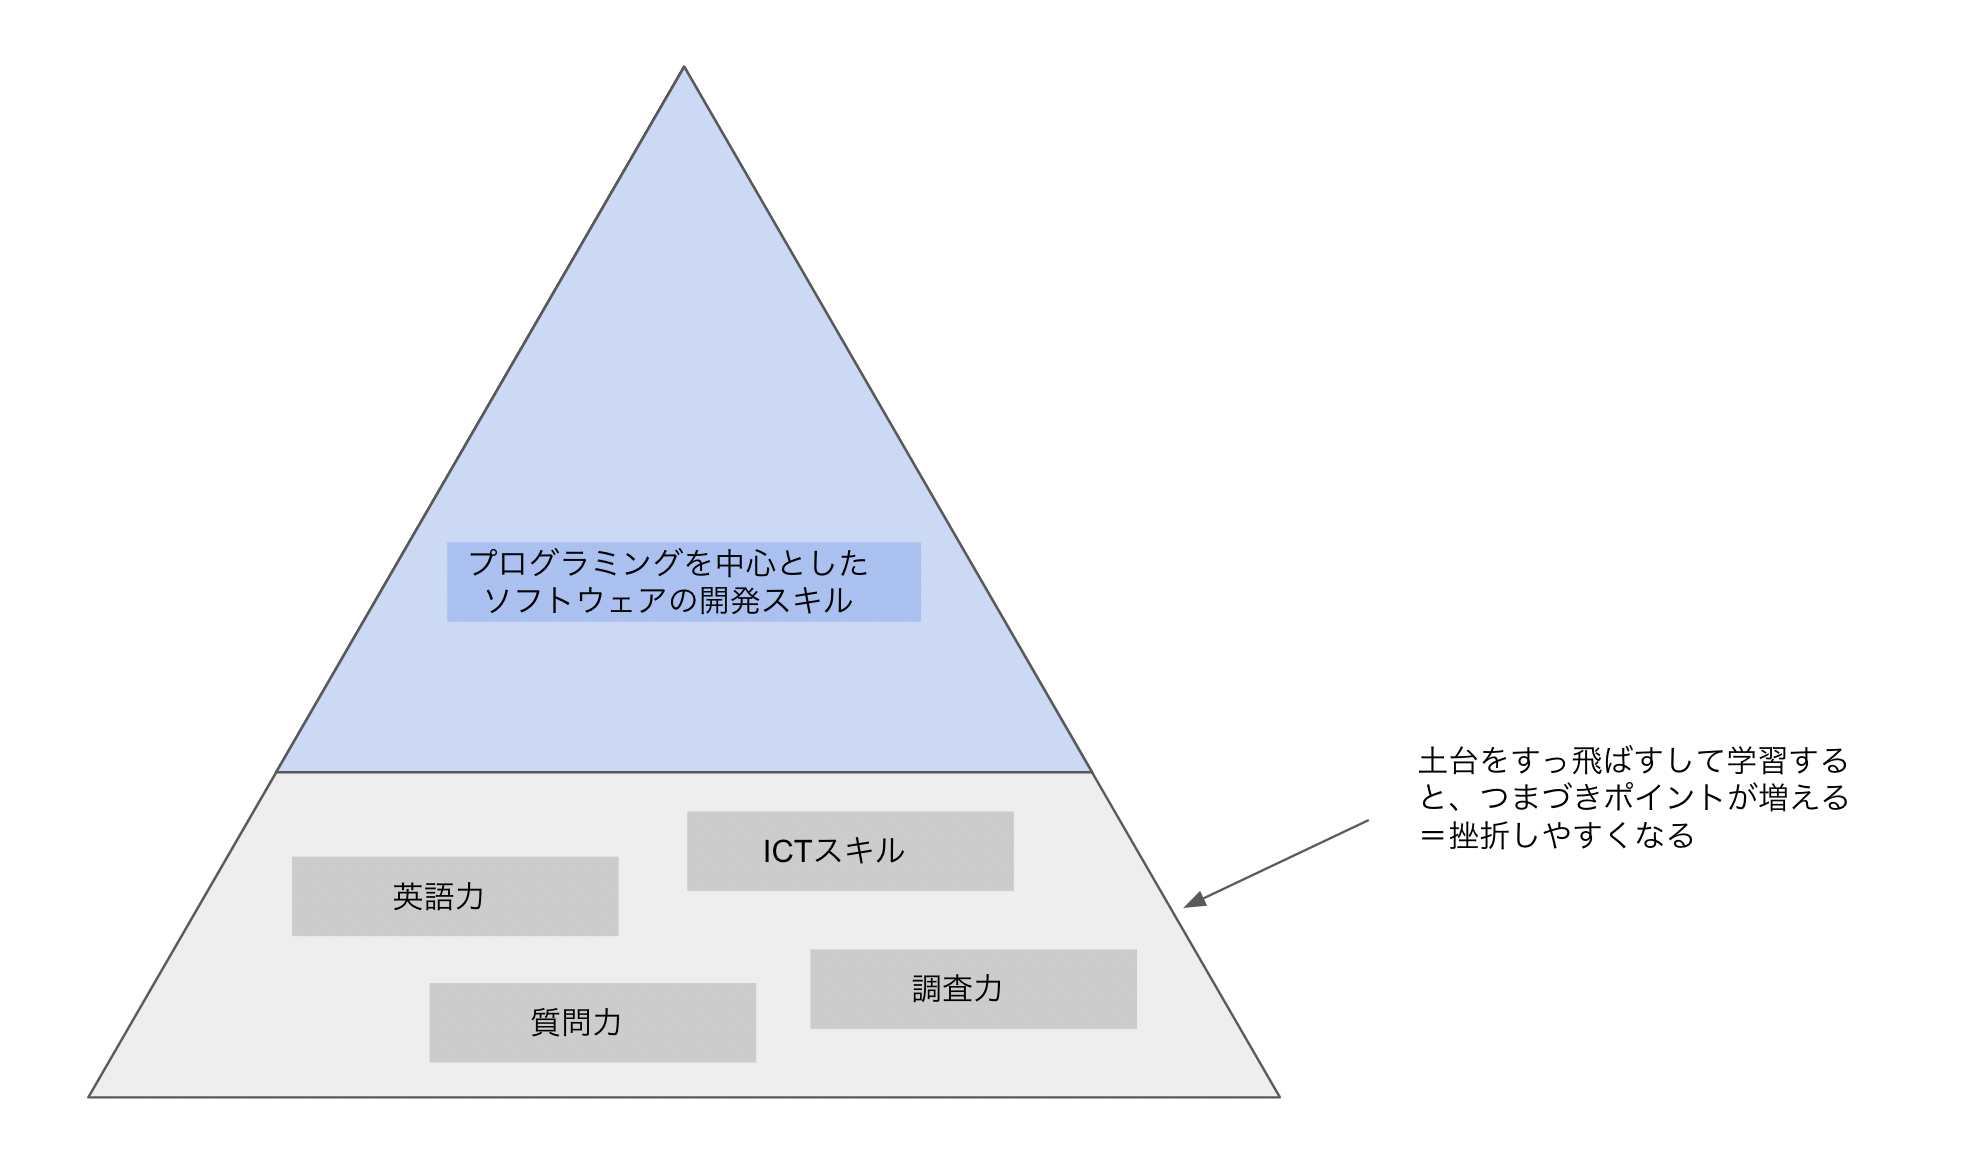 プログラミングを中心とした
ソフトウェアの開発スキル
土台をすっ飛ばすして学習する
と、つまづきポイントが増える
＝挫折しやすくなる
ICTスキル
英語力
調査力
質問力